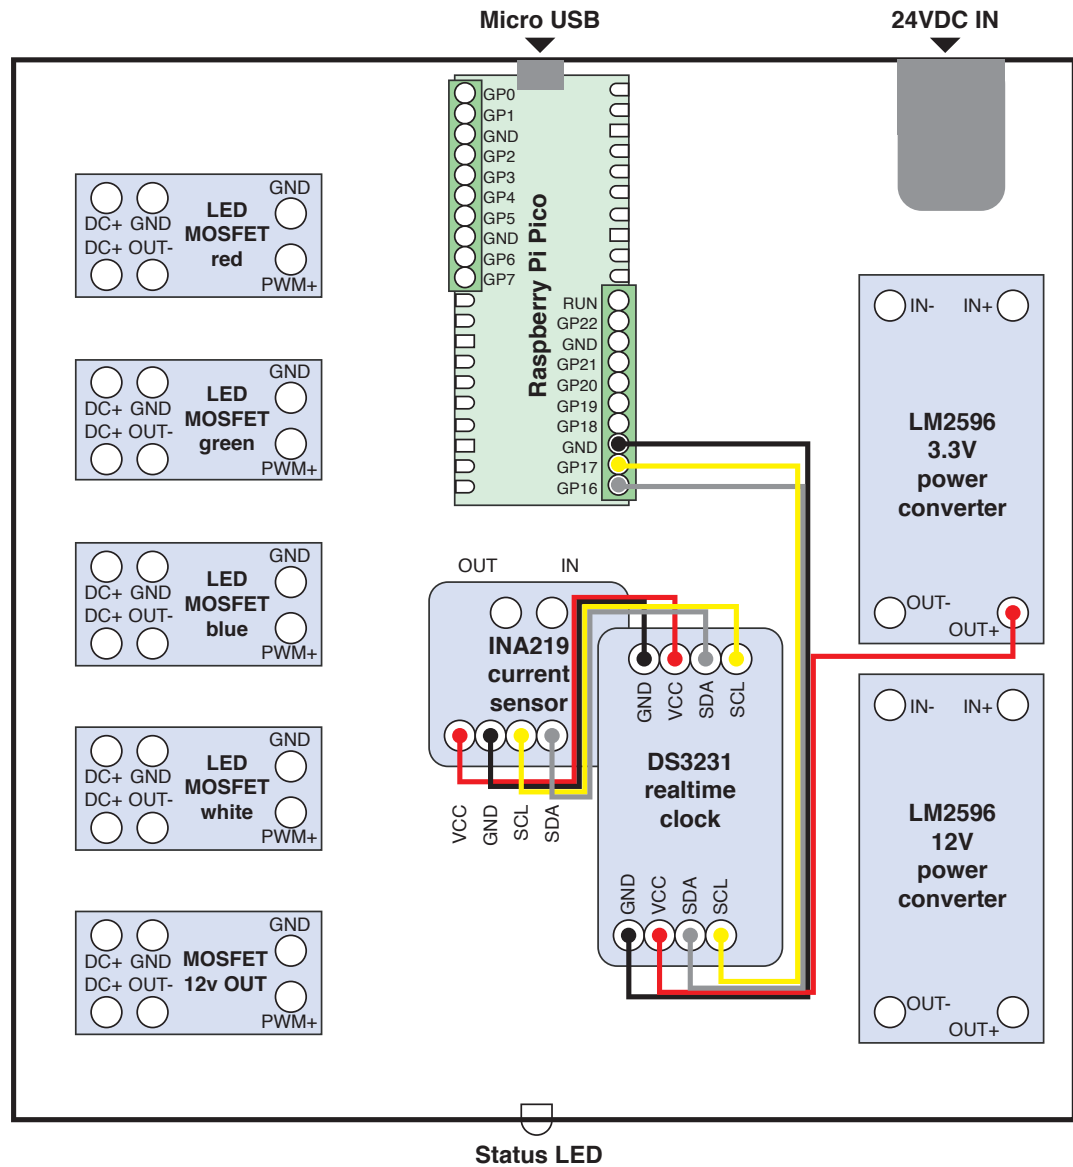 Micro USB
24VDC IN
GP0
GP1
GND
GP2
GP3
GP4
GP5
GND
GP6
GP7
Raspberry Pi Pico
RUN
GP22
GND
GP21
GP20
GP19
GP18
GND
GP17
GP16
GND
DC+ GND
DC+ OUT-
LED
MOSFET
red
PWM+
GND
DC+ GND
DC+ OUT-
LED
MOSFET
green
PWM+
GND
DC+ GND
DC+ OUT-
LED
MOSFET
blue
PWM+
GND
DC+ GND
DC+ OUT-
LED
MOSFET
white
PWM+
GND
DC+ GND
DC+ OUT-
MOSFET
12v OUT
PWM+
IN- IN+
LM2596
3.3V
power
converter
OUT-
OUT+
IN- IN+
LM2596
12V
power
converter
OUT-
OUT+
OUT IN
INA219
current
sensor
VCC
GND
SCL
SDA
GND
VCC
SDA
SCL
DS3231
realtime
clock
GND
VCC
SDA
SCL
Status LED